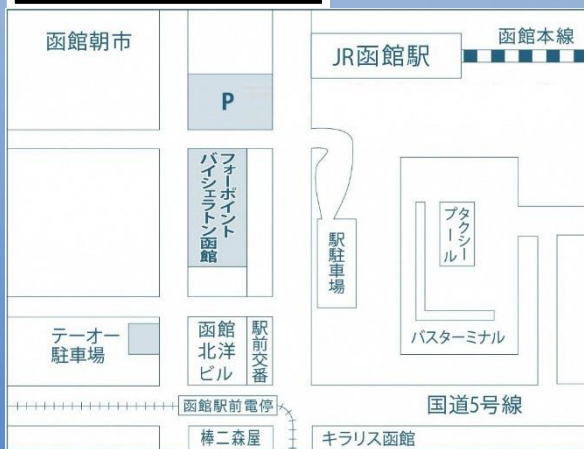 函館朝市
JR函館駅
函館本線
P
フォーポイント
バイシェラトン函館
駅駐車場
タクシー
プール
バスターミナル
テーオー
駐車場
函館
北洋
ビル
駅前交番
函館駅前電停
国道5号線
棒二森屋
キラリス函館